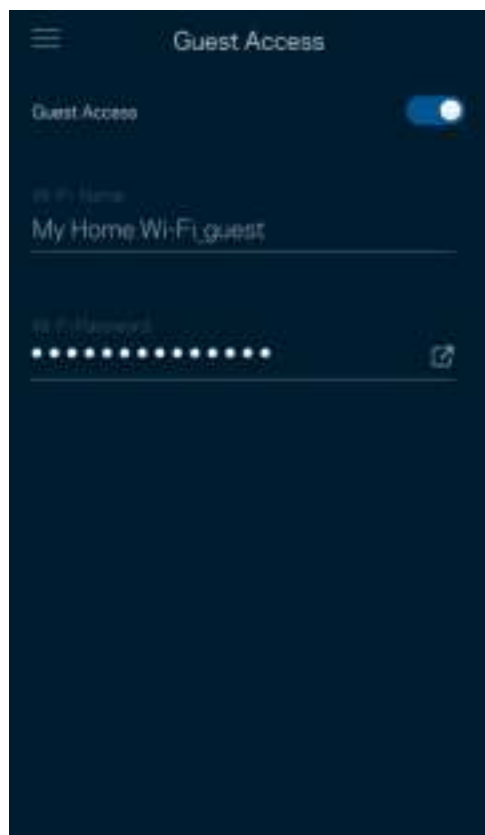 Guest Access
Guest Access
Wi-Fi Name
My Home Wi-Fi_guest
Wi-Fi Password
••••••••••••••